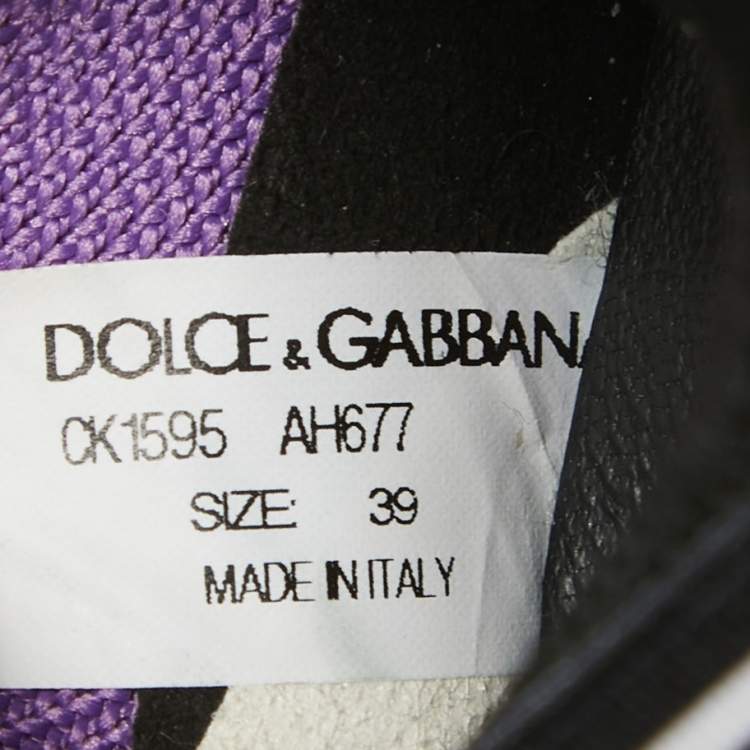 DOLCE & GABBANA
CK1595 AH677
SIZE: 39
MADE IN ITALY